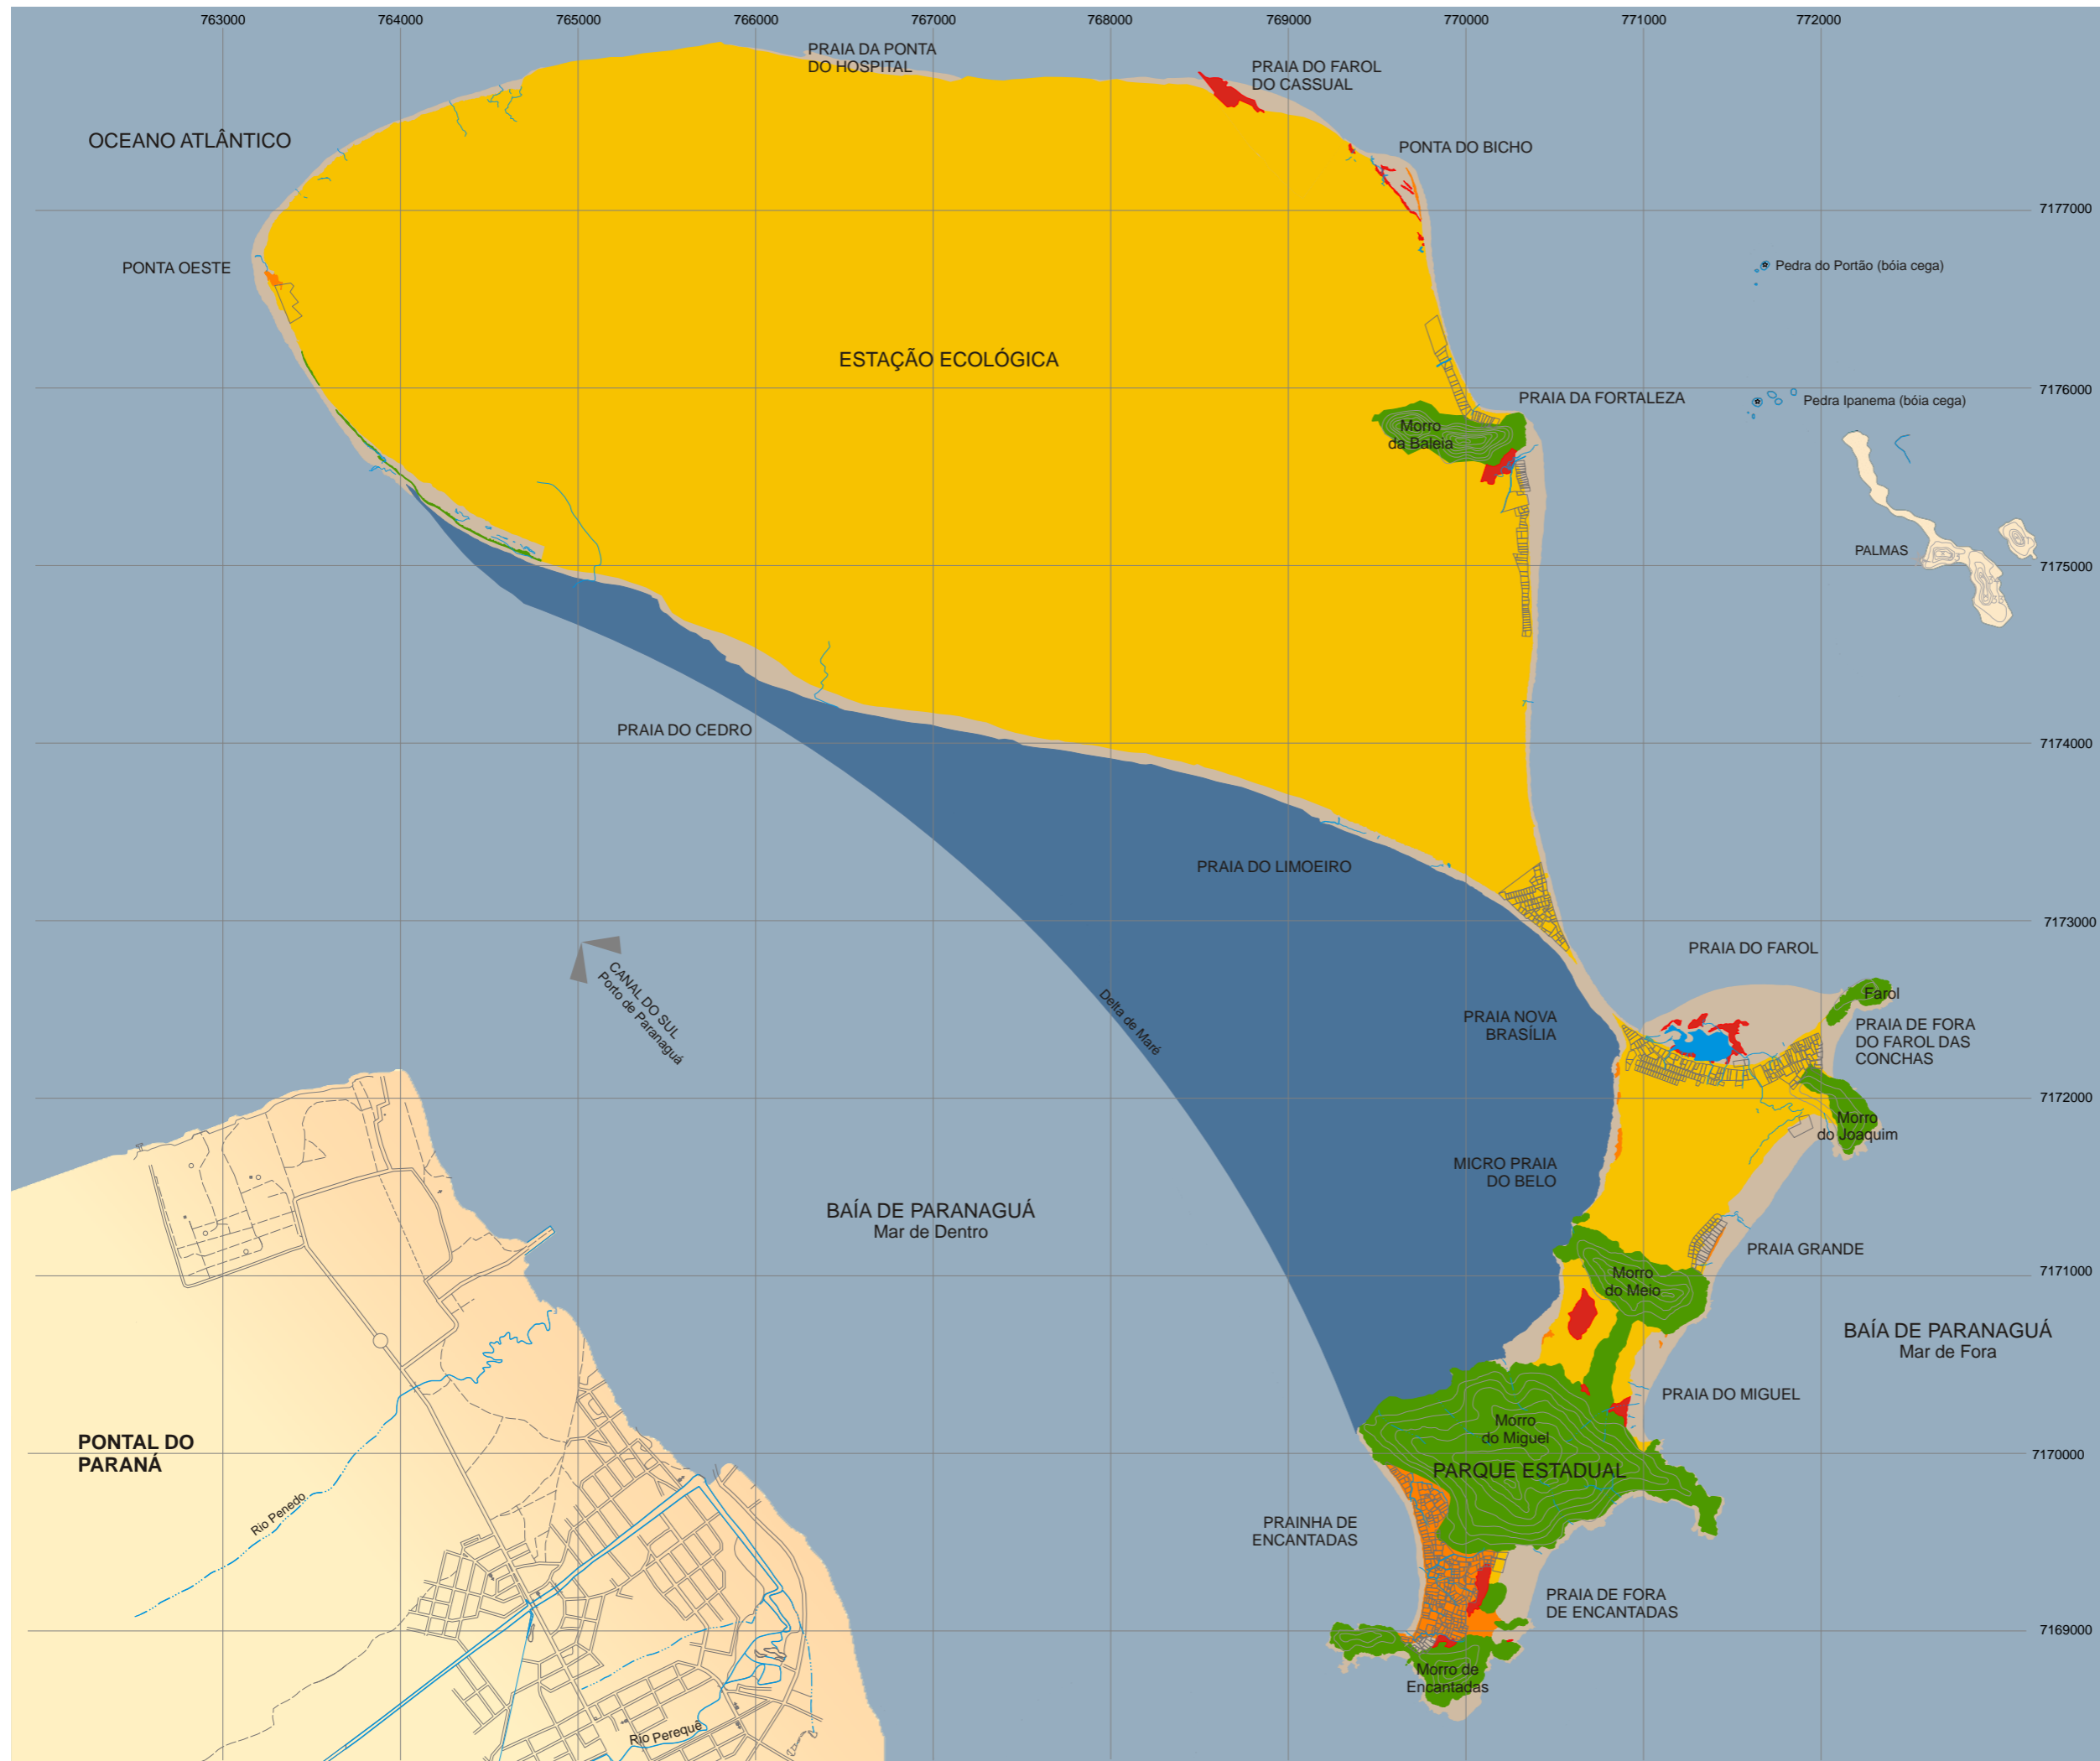 763000
764000
765000
766000
767000
768000
769000
770000
771000
772000
PRAIA DA PONTA
DO HOSPITAL
PRAIA DO FAROL
DO CASSUAL
OCEANO ATLÂNTICO
PONTA DO BICHO
7177000
PONTA OESTE
Pedra do Portão (bóia cega)
ESTAÇÃO ECOLÓGICA
7176000
PRAIA DA FORTALEZA
Pedra Ipanema (bóia cega)
Morro
da Baleia
PALMAS
7175000
PRAIA DO CEDRO
7174000
PRAIA DO LIMOEIRO
7173000
PRAIA DO FAROL
CANAL DO SUL
Porto de Paranaguá
Delta de Maré
Farol
PRAIA NOVA
BRASÍLIA
PRAIA DE FORA
DO FAROL DAS
CONCHAS
7172000
Morro
do Joaquim
MICRO PRAIA
DO BELO
BAÍA DE PARANAGUÁ
Mar de Dentro
PRAIA GRANDE
7171000
Morro
do Meio
BAÍA DE PARANAGUÁ
Mar de Fora
PRAIA DO MIGUEL
Morro
do Miguel
PONTAL DO
PARANÁ
7170000
PARQUE ESTADUAL
Rio Penedo
PRAINHA DE
ENCANTADAS
PRAIA DE FORA
DE ENCANTADAS
7169000
Morro de
Encantadas
Rio Perequê